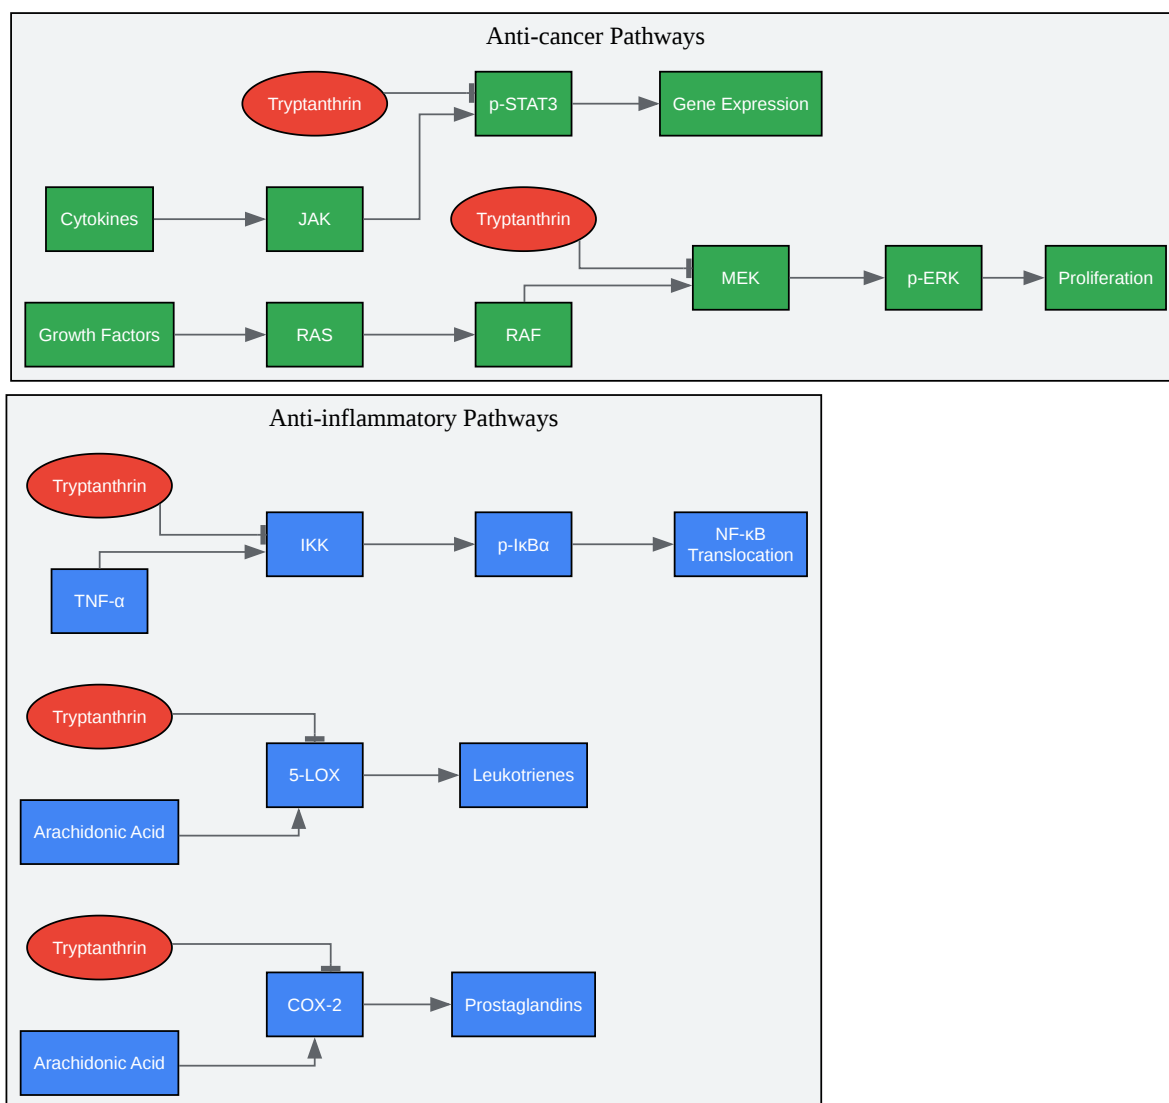 Anti-cancer Pathways
Tryptanthrin
p-STAT3
Gene Expression
Cytokines
JAK
Tryptanthrin
MEK
p-ERK
Proliferation
Growth Factors
RAS
RAF
Anti-inflammatory Pathways
Tryptanthrin
IKK
p-IκBα
NF-κB
Translocation
TNF-α
Tryptanthrin
5-LOX
Leukotrienes
Arachidonic Acid
Tryptanthrin
COX-2
Prostaglandins
Arachidonic Acid